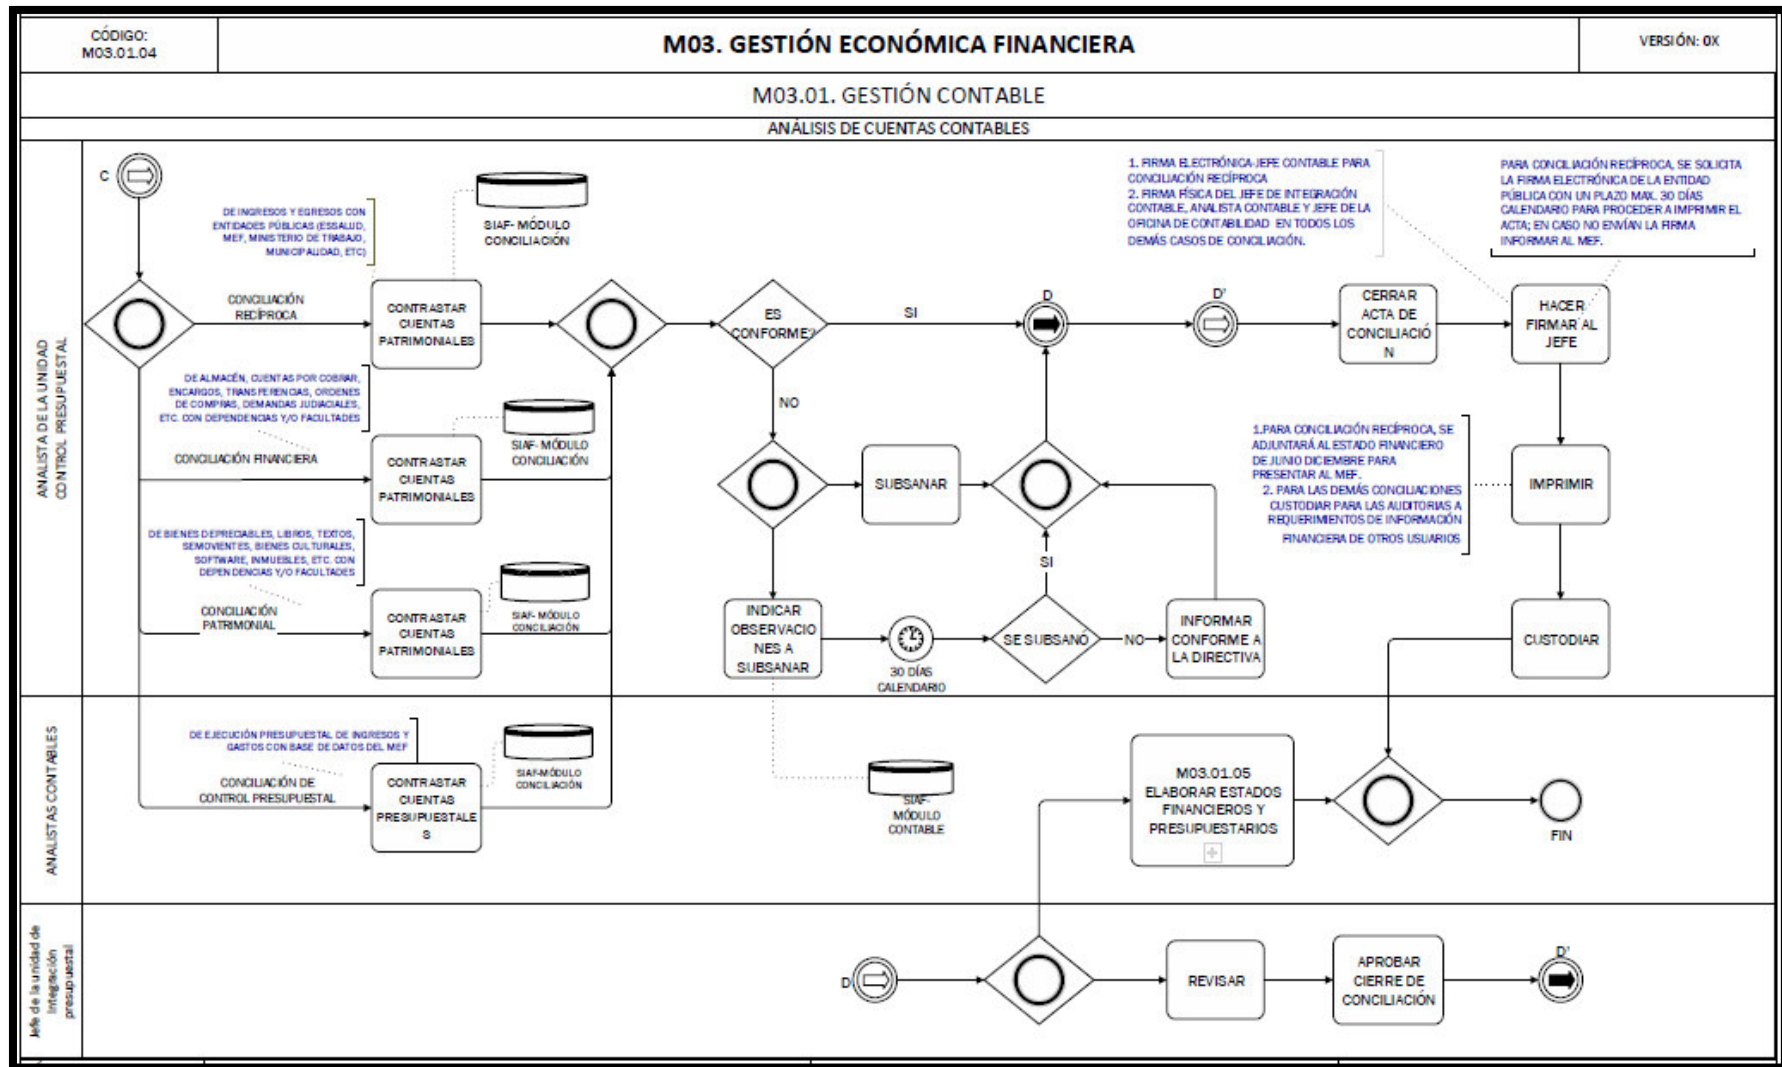 CÓDIGO:
M03.01.04
M03. GESTIÓN ECONÓMICA FINANCIERA
VERSIÓN: 0X
M03.01. GESTIÓN CONTABLE
ANÁLISIS DE CUENTAS CONTABLES
ANALISTA DE LA UNIDAD
CONTROL PRESUPUESTAL
C
DE INGRESOS Y EGRESOS CON
ENTIDADES PÚBLICAS (ESSALUD,
MEF, MINISTERIO DE TRABAJO,
MUNICIPALIDAD, ETC)
SIAF- MÓDULO
CONCILIACIÓN
CONCILIACIÓN
RECÍPROCA
CONTRASTAR
CUENTAS
PATRIMONIALES
ES
CONFORME?
SI
NO
D
D'
1. FIRMA ELECTRÓNICA-JEFE CONTABLE PARA
CONCILIACIÓN RECÍPROCA
2. FIRMA FÍSICA DEL JEFE DE INTEGRACIÓN
CONTABLE, ANALISTA CONTABLE Y JEFE DE LA
OFICINA DE CONTABILIDAD EN TODOS LOS
DEMÁS CASOS DE CONCILIACIÓN.
PARA CONCILIACIÓN RECÍPROCA, SE SOLICITA
LA FIRMA ELECTRÓNICA DE LA ENTIDAD
PÚBLICA CON UN PLAZO MAX. 30 DÍAS
CALENDARIO PARA PROCEDER A IMPRIMIR EL
ACTA; EN CASO NO ENVÍAN LA FIRMA
INFORMAR AL MEF.
CERRAR
ACTA DE
CONCILIACIÓ
N
HACER
FIRMAR AL
JEFE
DE ALMACÉN, CUENTAS POR COBRAR,
ENCARGOS, TRANSFERENCIAS, ORDENES
DE COMPRAS, DEMANDAS JUDIACIALES,
ETC. CON DEPENDENCIAS Y/O FACULTADES
CONCILIACIÓN FINANCIERA
CONTRASTAR
CUENTAS
PATRIMONIALES
SIAF- MÓDULO
CONCILIACIÓN
SUBSANAR
1.PARA CONCILIACIÓN RECÍPROCA, SE
ADJUNTARÁ AL ESTADO FINANCIERO
DE JUNIO DICIEMBRE PARA
PRESENTAR AL MEF.
2. PARA LAS DEMÁS CONCILIACIONES
CUSTODIAR PARA LAS AUDITORIAS A
REQUERIMIENTOS DE INFORMACIÓN
FINANCIERA DE OTROS USUARIOS
IMPRIMIR
DE BIENES DEPRECIABLES, LIBROS, TEXTOS,
SEMOVIENTES, BIENES CULTURALES,
SOFTWARE, INMUEBLES, ETC. CON
DEPENDENCIAS Y/O FACULTADES
CONCILIACIÓN
PATRIMONIAL
CONTRASTAR
CUENTAS
PATRIMONIALES
SIAF- MÓDULO
CONCILIACIÓN
INDICAR
OBSERVACIO
NES A
SUBSANAR
30 DÍAS
CALENDARIO
SE SUBSANÓ
SI
NO
INFORMAR
CONFORME A
LA DIRECTIVA
CUSTODIAR
ANALISTAS CONTABLES
DE EJECUCIÓN PRESUPUESTAL DE INGRESOS Y
GASTOS CON BASE DE DATOS DEL MEF
CONCILIACIÓN DE
CONTROL PRESUPUESTAL
CONTRASTAR
CUENTAS
PRESUPUESTALE
S
SIAF-MÓDULO
CONCILIACIÓN
SIAF-
MÓDULO
CONTABLE
M03.01.05
ELABORAR ESTADOS
FINANCIEROS Y
PRESUPUESTARIOS
FIN
Jefe de la unidad de
Integración
presupuestal
D
REVISAR
APROBAR
CIERRE DE
CONCILIACIÓN
D'